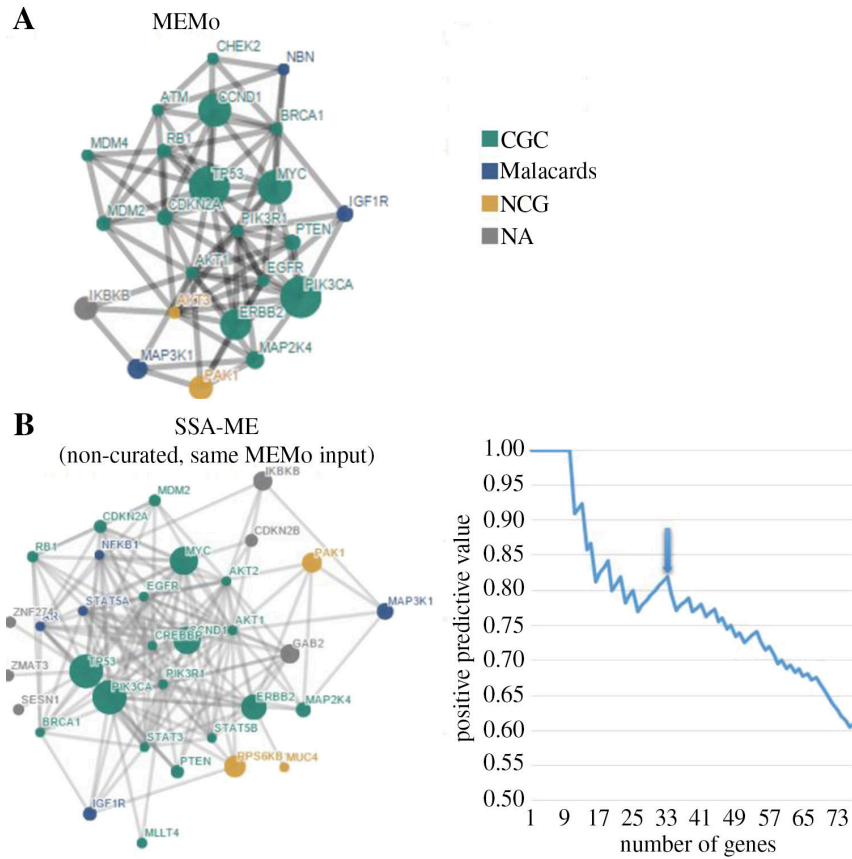 A
MEMo
CHEK2
NBN
ATM
CCND1
BRCA1
MDM4
RB1
TP53
MYC
IGF1R
MDM2
CDKN2A
PIK3R1
PTEN
AKT1
EGFR
PIK3CA
IKBKB
AKT3
ERBB2
MAP3K1
MAP2K4
PAK1
CGC
Malacards
NCG
NA
B
SSA-ME
(non-curated, same MEMo input)
IKBKB
MDM2
CDKN2A
CDKN2B
RB1
NFKB1
MYC
PAK1
AKT2
EGFR
STAT5A
MAP3K1
ZNF274
AR
AKT1
CCND1
CREBBP
GAB2
ZMAT3
TP53
PIK3R1
PIK3CA
SESN1
ERBB2
MAP2K4
BRCA1
STAT5B
STAT3
PTEN
RPS6KB
MUC4
IGF1R
MLLT4
positive predictive value
1.00
0.95
0.90
0.85
0.80
0.75
0.70
0.65
0.60
0.55
0.50
1 9 17 25 33 41 49 57 65 73
number of genes